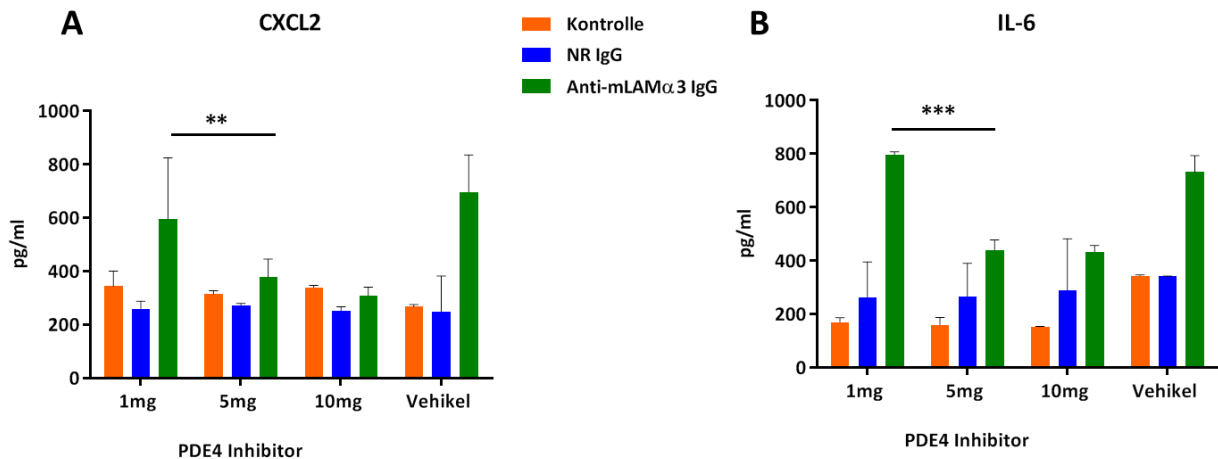 A
CXCL2
Kontrolle
NR IgG
Anti-mLAMα3 IgG
**
pg/ml
1000
800
600
400
200
0
1mg 5mg 10mg Vehikel
PDE4 Inhibitor
B
IL-6
***
pg/ml
1000
800
600
400
200
0
1mg 5mg 10mg Vehikel
PDE4 Inhibitor